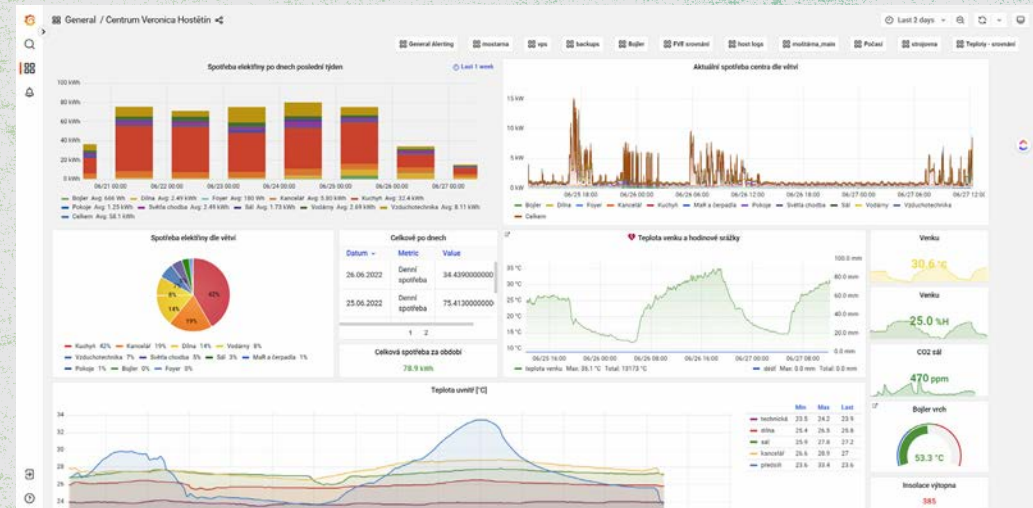 General / Centrum Veronica Hostětín
Last 2 days
General Alerting
mostarna
vps
backups
Bojler
FVE srovnání
host logs
moštárna_main
Počasí
strojovna
Teploty - srovnání
Spotřeba elektřiny po dnech poslední týden
Last 1 week
100 kWh
80 kWh
60 kWh
40 kWh
20 kWh
0 kWh
06/21 00:00 06/22 00:00 06/23 00:00 06/24 00:00 06/25 00:00 06/26 00:00 06/27 00:00
Bojler Avg: 666 Wh Dílna Avg: 2.49 kWh Foyer Avg: 180 Wh Kancelář Avg: 5.80 kWh Kuchyň Avg: 32.4 kWh
Pokoje Avg: 1.25 kWh Světla chodba Avg: 2.49 kWh Sál Avg: 1.73 kWh Vodárny Avg: 2.69 kWh Vzduchotechnika Avg: 8.11 kWh
Celkem Avg: 58.1 kWh
Aktuální spotřeba centra dle větví
15 kW
10 kW
5 kW
0 kW
06/25 18:00 06/26 00:00 06/26 06:00 06/26 12:00 06/26 18:00 06/27 00:00 06/27 06:00 06/27 12:00
Bojler Dílna Foyer Kancelář Kuchyň MaR a čerpadla Pokoje Světla chodba Sál Vodárny Vzduchotechnika
Celkem
Spotřeba elektřiny dle větví
42%
19%
14%
8%
7%
Kuchyň 42% Kancelář 19% Dílna 14% Vodárny 8%
Vzduchotechnika 7% Světla chodba 5% Sál 3% MaR a čerpadla 1%
Pokoje 1% Bojler 0% Foyer 0%
Celkově po dnech
Datum Metric Value
26.06.2022 Denní spotřeba 34.4390000000
25.06.2022 Denní spotřeba 75.4130000000
1 2
Celková spotřeba za období
78.9 kWh
Teplota venku a hodinové srážky
35 °C
30 °C
25 °C
20 °C
15 °C
10 °C
100.0 mm
80.0 mm
60.0 mm
40.0 mm
20.0 mm
0.0 mm
06/25 16:00 06/26 00:00 06/26 08:00 06/26 16:00 06/27 00:00 06/27 08:00
teplota venku Max: 35.1 °C Total: 13173 °C
déšť Max: 0.0 mm Total: 0.0 mm
Venku
30.6 °C
Venku
25.0 %H
CO2 sál
470 ppm
Bojler vrch
53.3 °C
Insolace výtopna
385
Teplota uvnitř [°C]
34
32
30
28
26
24
Min Max Last
technická 23.5 24.2 23.9
dílna 25.4 26.5 25.8
sál 25.9 27.8 27.2
kancelář 26.6 28.9 27
přednáš 23.6 33.4 23.6